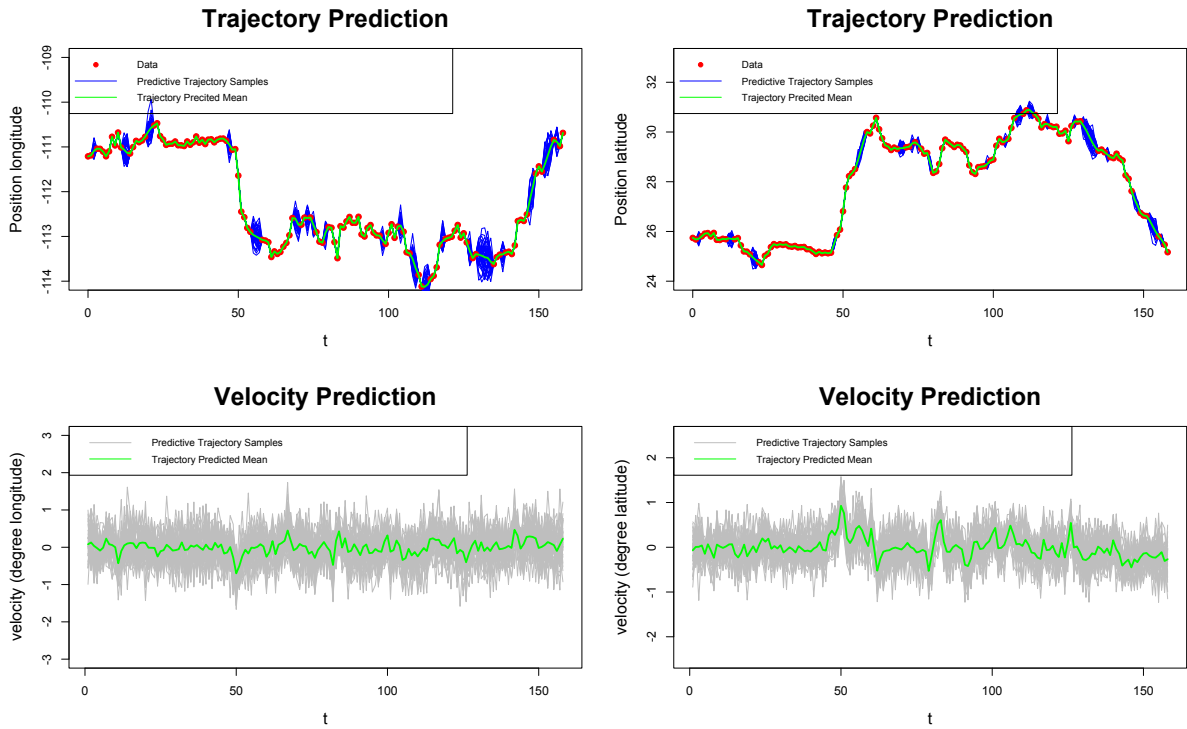 Trajectory Prediction
Position longitude
-109
-110
-111
-112
-113
-114
Data
Predictive Trajectory Samples
Trajectory Precited Mean
0
50
100
150
t
Trajectory Prediction
Position latitude
32
30
28
26
24
Data
Predictive Trajectory Samples
Trajectory Precited Mean
0
50
100
150
t
Velocity Prediction
velocity (degree longitude)
3
2
1
0
-1
-2
-3
Predictive Trajectory Samples
Trajectory Predicted Mean
0
50
100
150
t
Velocity Prediction
velocity (degree latitude)
2
1
0
-1
-2
Predictive Trajectory Samples
Trajectory Predicted Mean
0
50
100
150
t